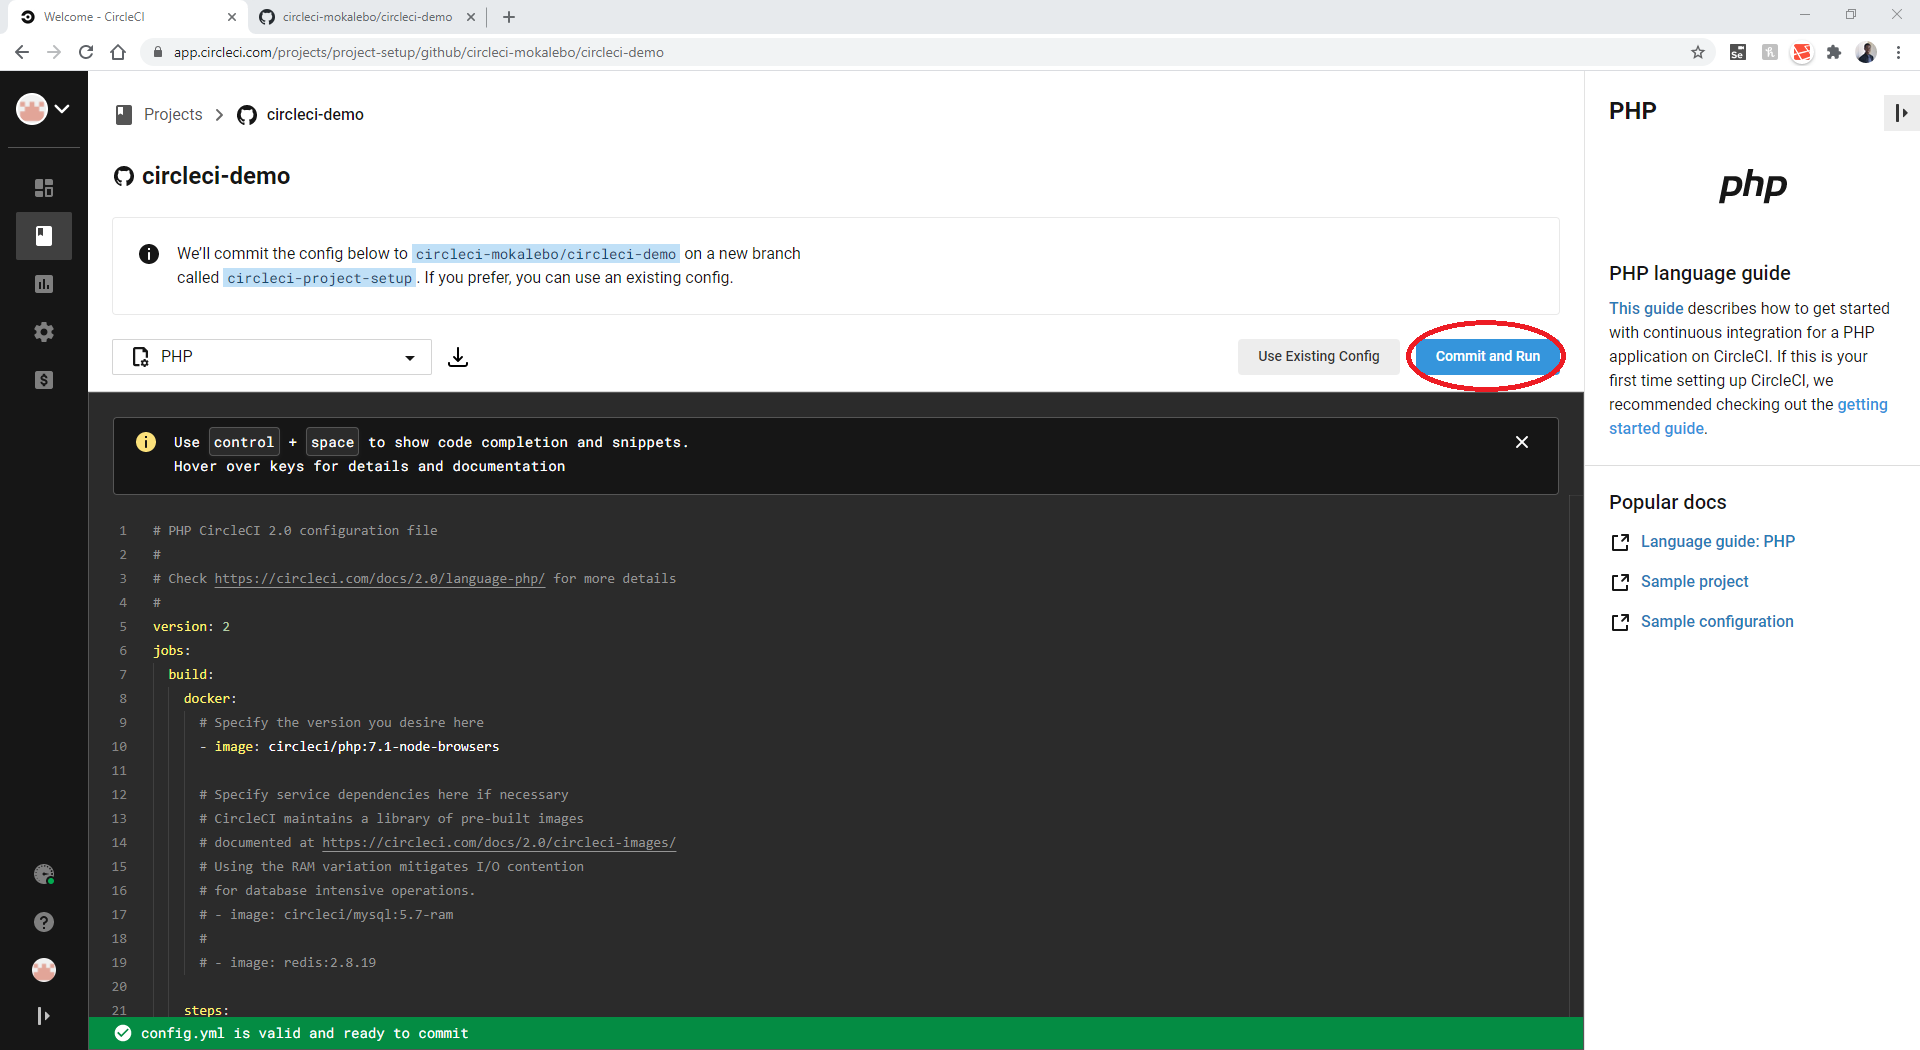 Welcome - CircleCI
circleci-mokalebo/circleci-demo
app.circleci.com/projects/project-setup/github/circleci-mokalebo/circleci-demo
Se
h
Projects
circleci-demo
circleci-demo
We'll commit the config below to circleci-mokalebo/circleci-demo on a new branch
called circleci-project-setup. If you prefer, you can use an existing config.
PHP
Use Existing Config
Commit and Run
Use control + space to show code completion and snippets.
Hover over keys for details and documentation
1 # PHP CircleCI 2.0 configuration file
2 #
3 # Check https://circleci.com/docs/2.0/language-php/ for more details
4 #
5 version: 2
6 jobs:
7 build:
8 docker:
9 # Specify the version you desire here
10 - image: circleci/php:7.1-node-browsers
11
12 # Specify service dependencies here if necessary
13 # CircleCI maintains a library of pre-built images
14 # documented at https://circleci.com/docs/2.0/circleci-images/
15 # Using the RAM variation mitigates I/O contention
16 # for database intensive operations.
17 # - image: circleci/mysql:5.7-ram
18 #
19 # - image: redis:2.8.19
20
21 steps:
config.yml is valid and ready to commit
PHP
php
PHP language guide
This guide describes how to get started
with continuous integration for a PHP
application on CircleCI. If this is your
first time setting up CircleCI, we
recommended checking out the getting
started guide.
Popular docs
Language guide: PHP
Sample project
Sample configuration